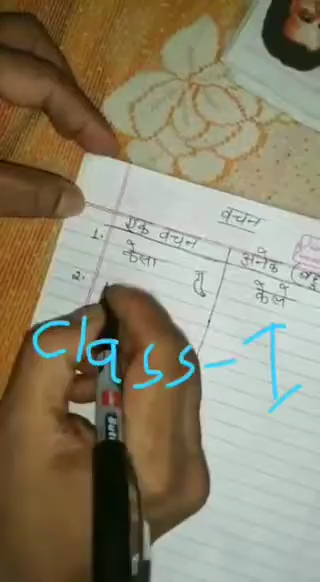 वचन
एक वचन अनेक
1. केला केले
2.
class-1